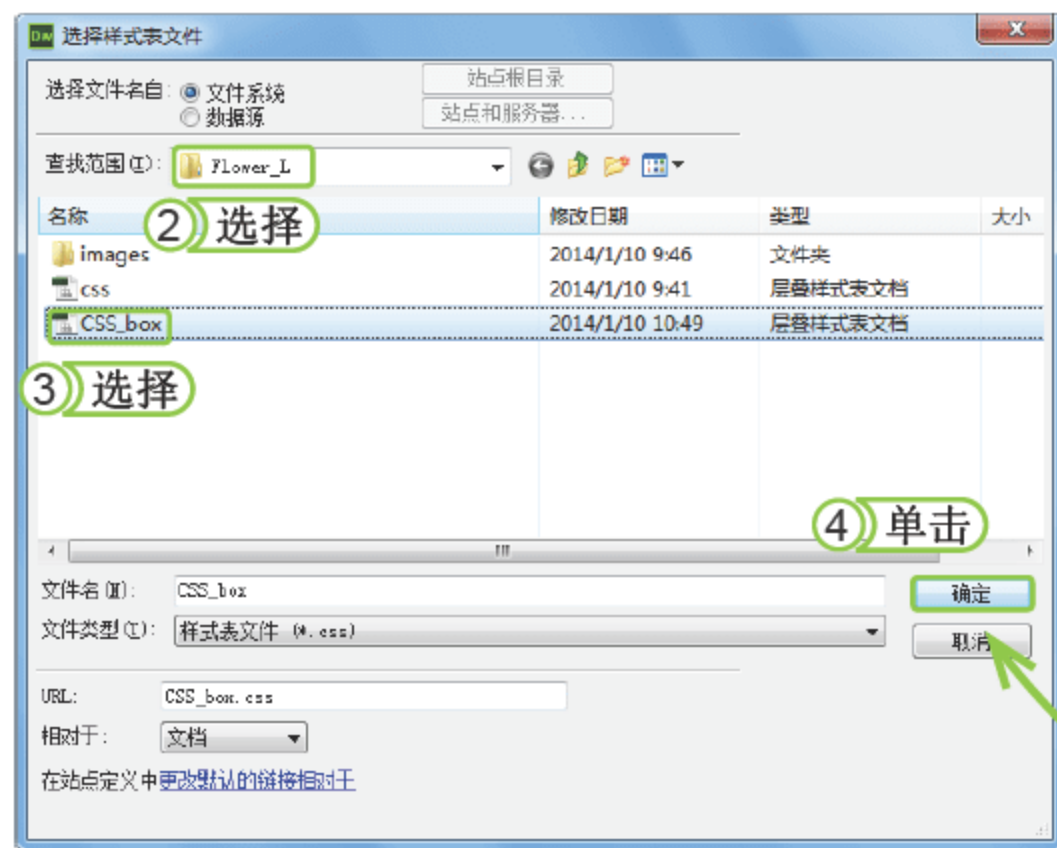 Dw 选择样式表文件
选择文件名自: 文件系统 站点根目录
数据源 站点和服务器...
查找范围(I): Flower_L
名称 修改日期 类型 大小
② 选择
images 2014/1/10 9:46 文件夹
css 2014/1/10 9:41 层叠样式表文档
CSS_box 2014/1/10 10:49 层叠样式表文档
③ 选择
④ 单击
文件名(N): CSS_box 确定
文件类型(T): 样式表文件 (*.css) 取消
URL: CSS_box.css
相对于: 文档
在站点定义中更改默认的链接相对于